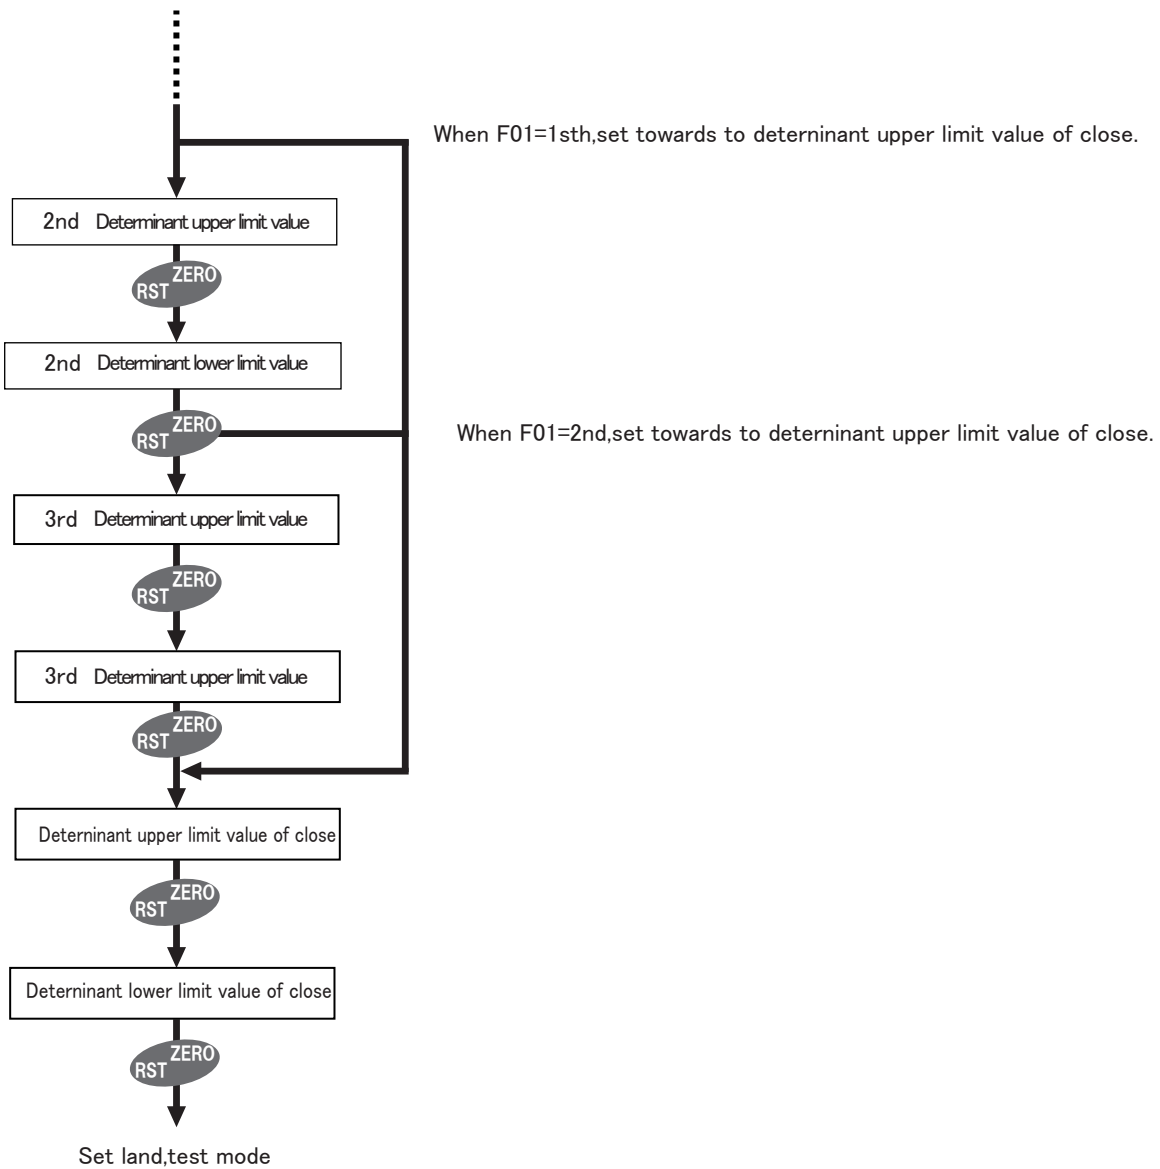 When F01=1sth,set towards to deterninant upper limit value of close.
2nd Determinant upper limit value
ZERO
RST
2nd Determinant lower limit value
ZERO
RST
When F01=2nd,set towards to deterninant upper limit value of close.
3rd Determinant upper limit value
ZERO
RST
3rd Determinant upper limit value
ZERO
RST
Deterninant upper limit value of close
ZERO
RST
Deterninant lower limit value of close
ZERO
RST
Set land,test mode